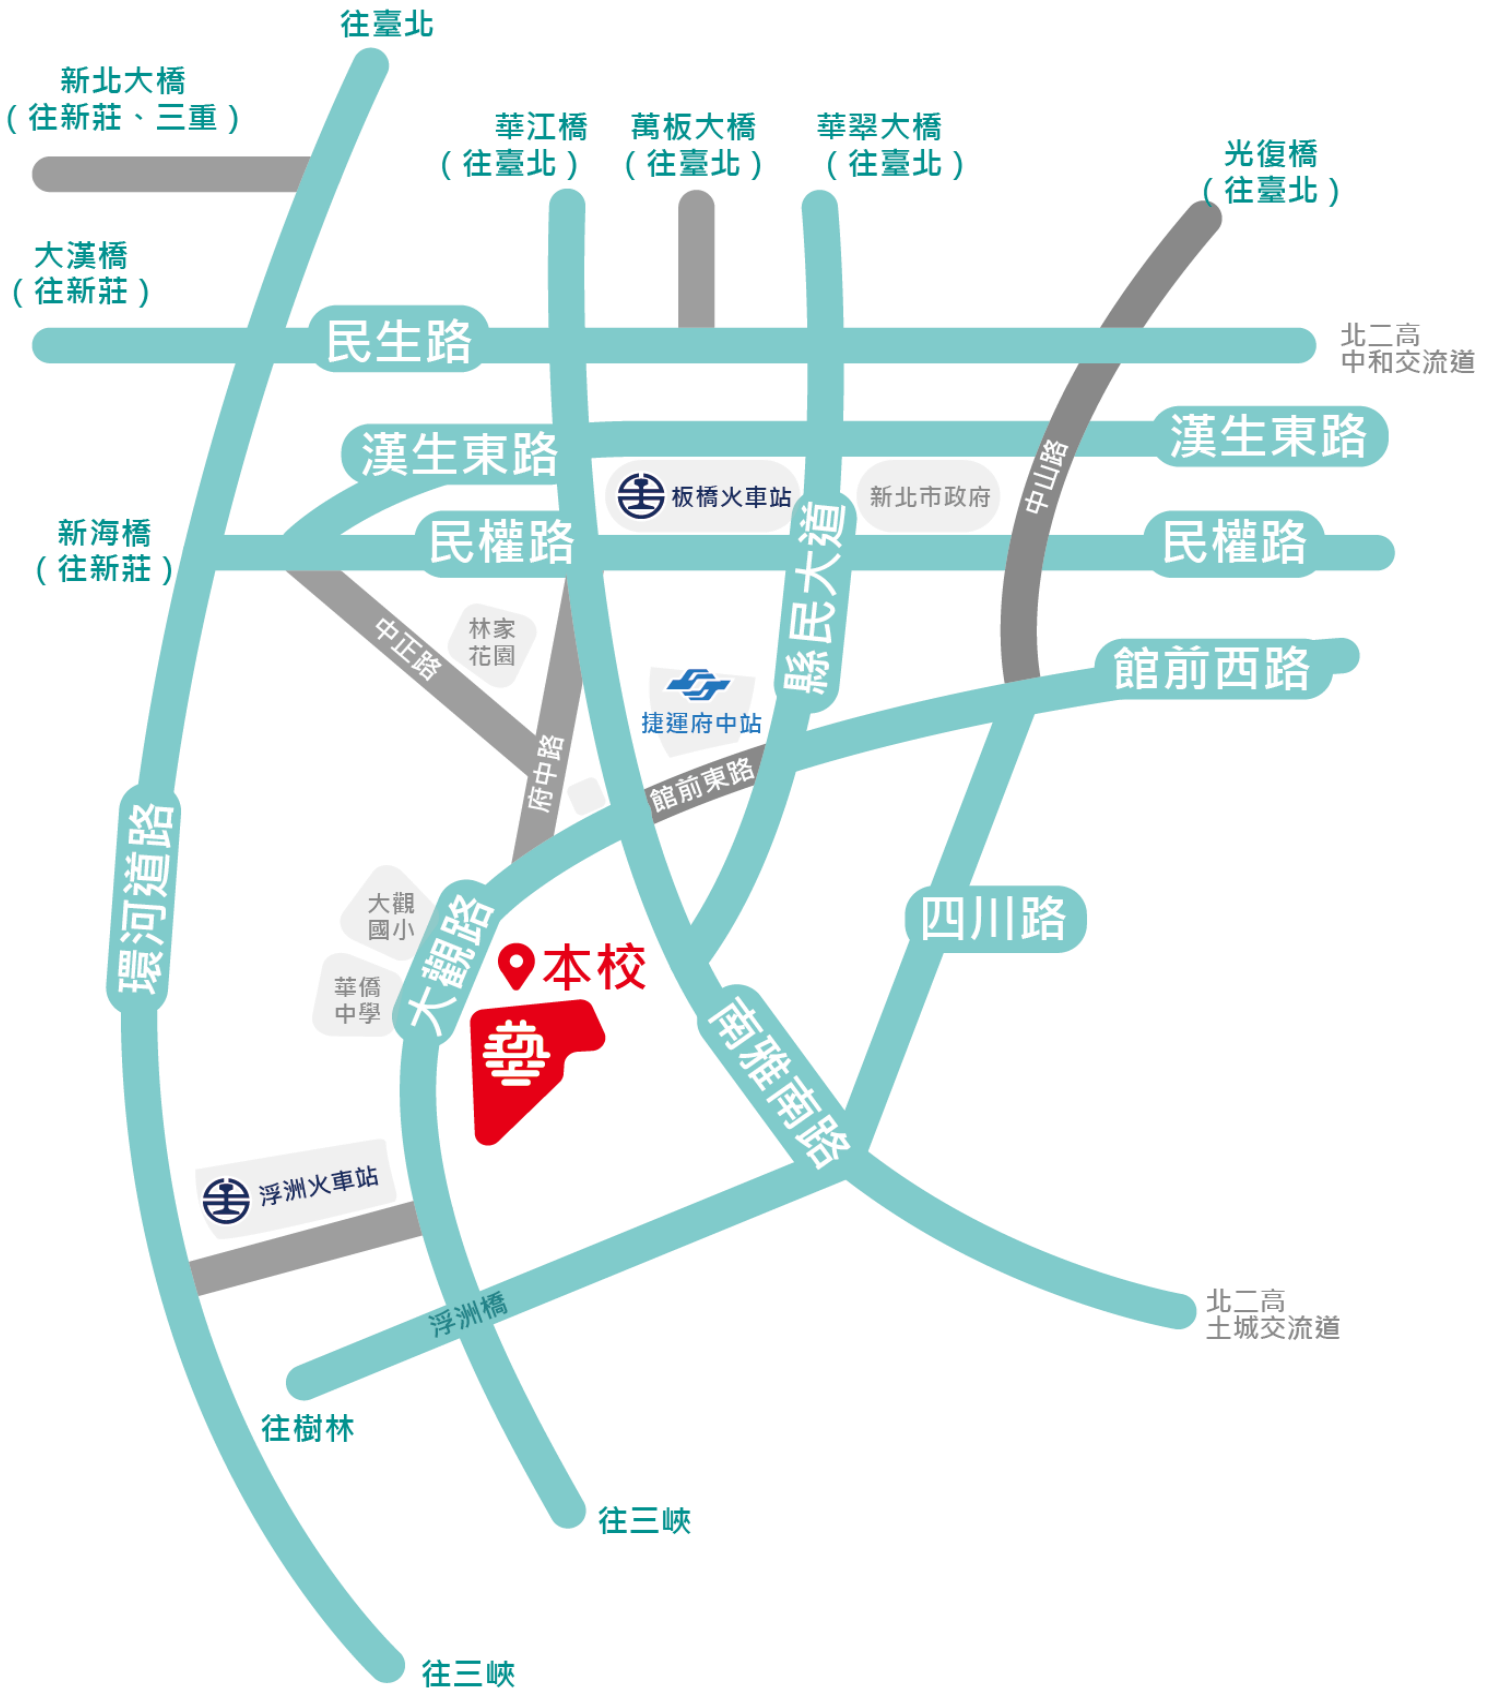 往臺北
新北大橋
（往新莊、三重）
華江橋
（往臺北）
萬板大橋
（往臺北）
華翠大橋
（往臺北）
光復橋
（往臺北）
大漢橋
（往新莊）
民生路
北二高
中和交流道
漢生東路
漢生東路
中山路
板橋火車站
新北市政府
新海橋
（往新莊）
民權路
民權路
縣民大道
中正路
林家
花園
館前西路
捷運府中站
府中路
館前東路
環河道路
大觀
國小
大觀路
四川路
本校
華僑
中學
藝
南雅南路
浮洲火車站
浮洲橋
北二高
土城交流道
往樹林
往三峽
往三峽